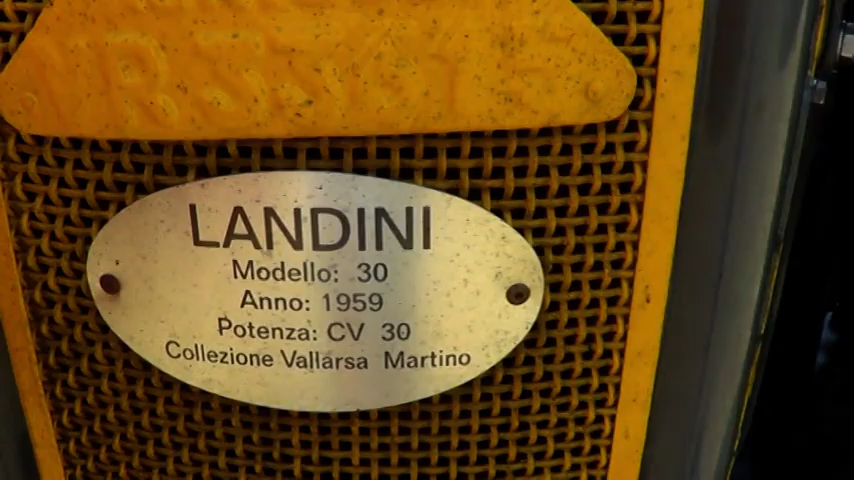 LANDINI
Modello: 30
Anno: 1959
Potenza: CV 30
Collezione Vallarsa Martino